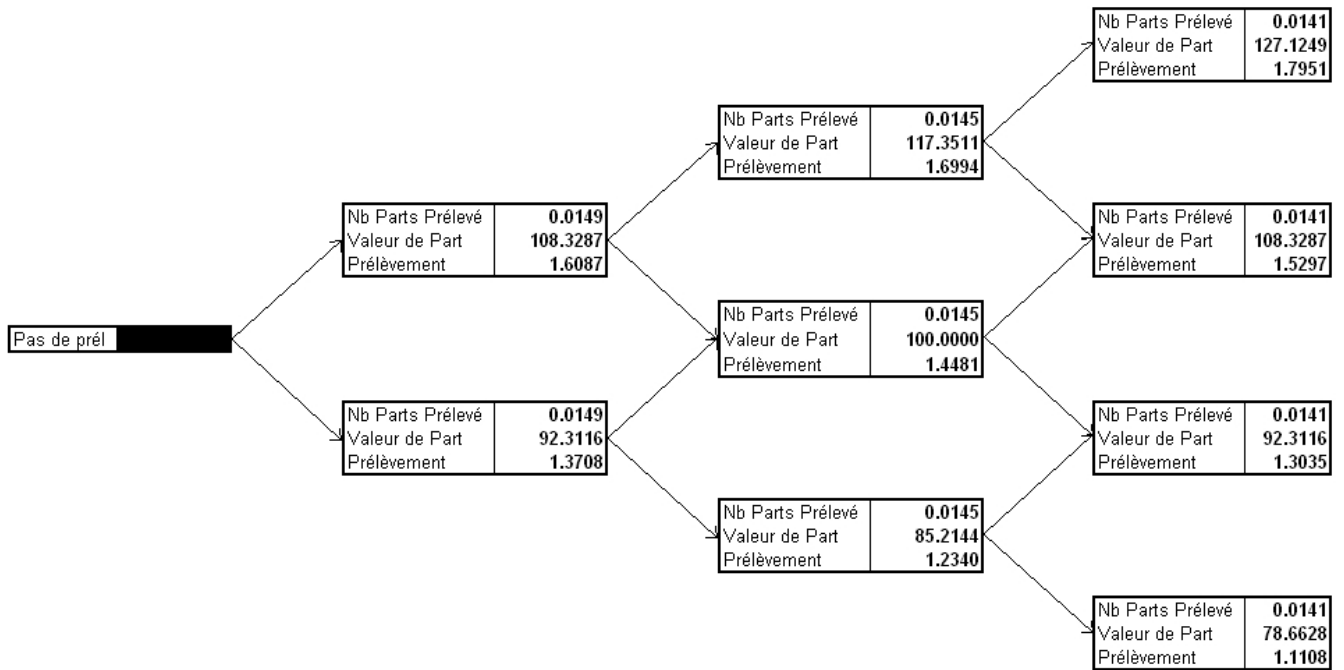 Pas de prél
Nb Parts Prélevé 0.0149
Valeur de Part 108.3287
Prélèvement 1.6087
Nb Parts Prélevé 0.0149
Valeur de Part 92.3116
Prélèvement 1.3708
Nb Parts Prélevé 0.0145
Valeur de Part 117.3511
Prélèvement 1.6994
Nb Parts Prélevé 0.0145
Valeur de Part 100.0000
Prélèvement 1.4481
Nb Parts Prélevé 0.0145
Valeur de Part 85.2144
Prélèvement 1.2340
Nb Parts Prélevé 0.0141
Valeur de Part 127.1249
Prélèvement 1.7951
Nb Parts Prélevé 0.0141
Valeur de Part 108.3287
Prélèvement 1.5297
Nb Parts Prélevé 0.0141
Valeur de Part 92.3116
Prélèvement 1.3035
Nb Parts Prélevé 0.0141
Valeur de Part 78.6628
Prélèvement 1.1108